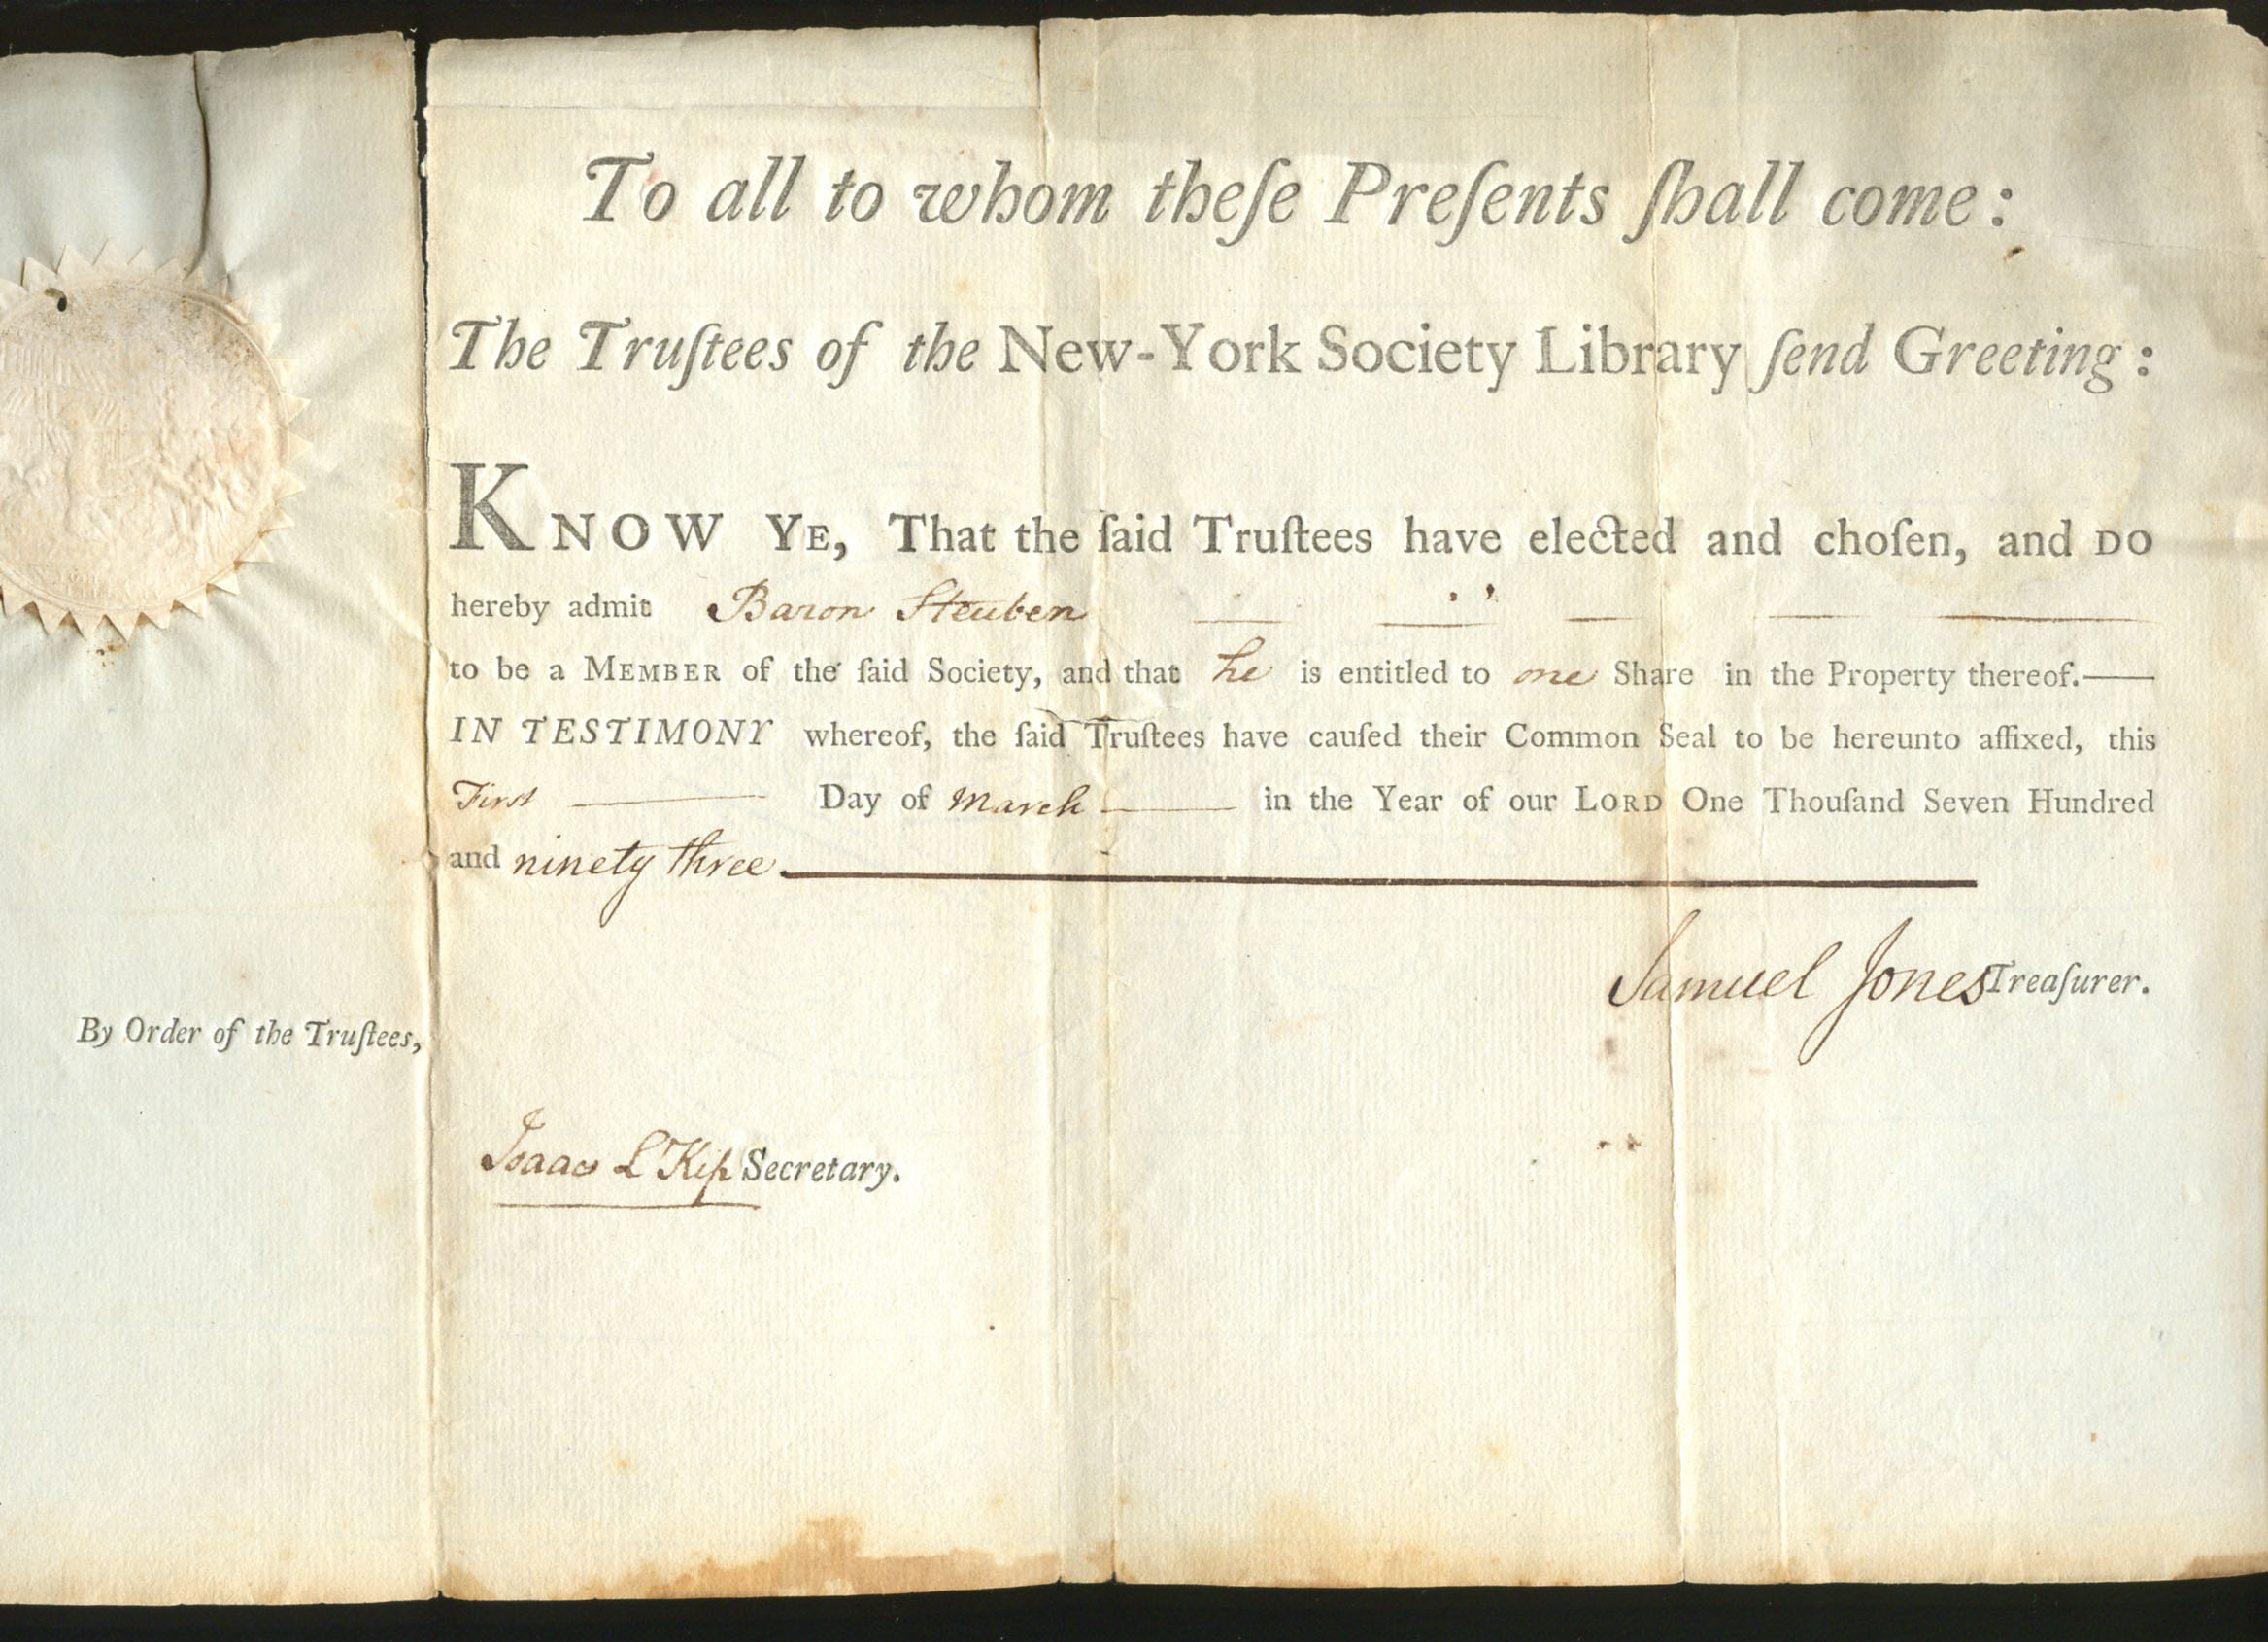 To all to whom theſe Preſents ſhall come:
The Truſtees of the New-York Society Library ſend Greeting:
KNOW YE, That the ſaid Truſtees have elected and choſen, and DO
hereby admit Baron Steuben
to be a MEMBER of the ſaid Society, and that he is entitled to one Share in the Property thereof.—
IN TESTIMONY whereof, the ſaid Truſtees have cauſed their Common Seal to be hereunto affixed, this
First — Day of March — in the Year of our LORD One Thouſand Seven Hundred
and ninety three.
Samuel Jones Treaſurer.
By Order of the Truſtees,
Isaac L Kip Secretary.